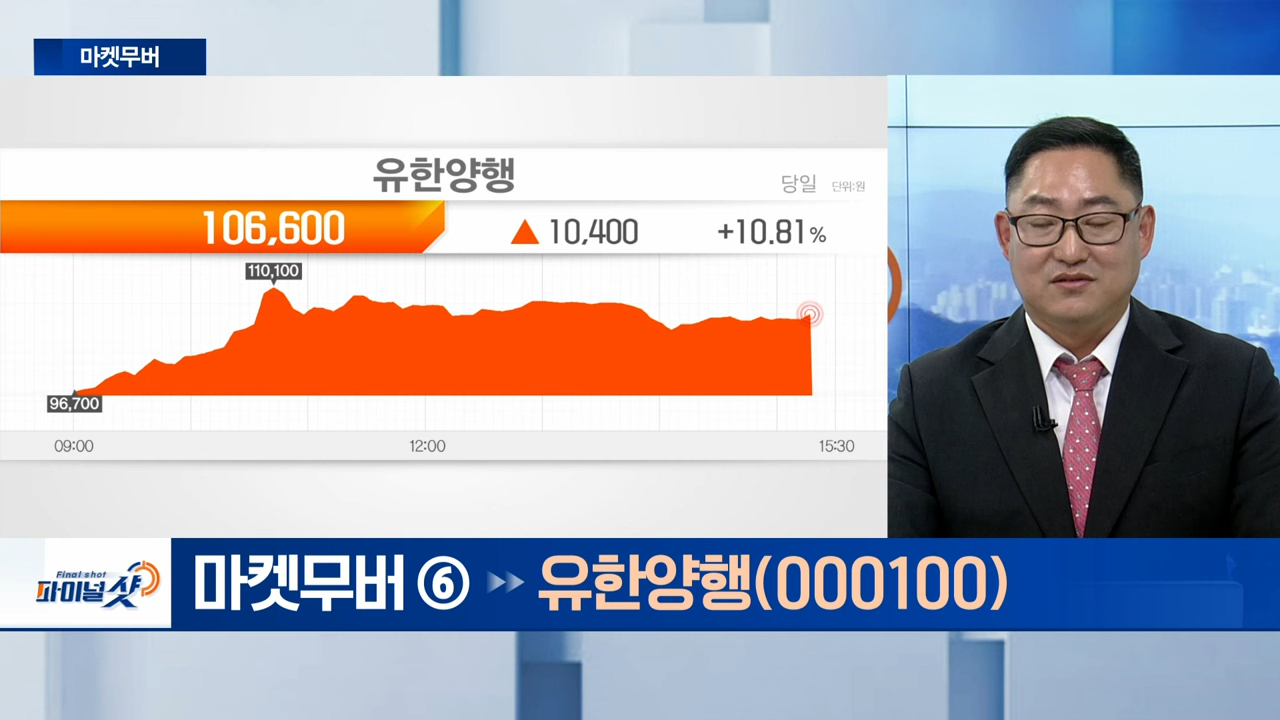 마켓무버
유한양행
당일 단위:원
106,600 ▲ 10,400 +10.81%
110,100
96,700
09:00 12:00 15:30
Final shot
파이널샷
마켓무버 ⑥ 유한양행(000100)